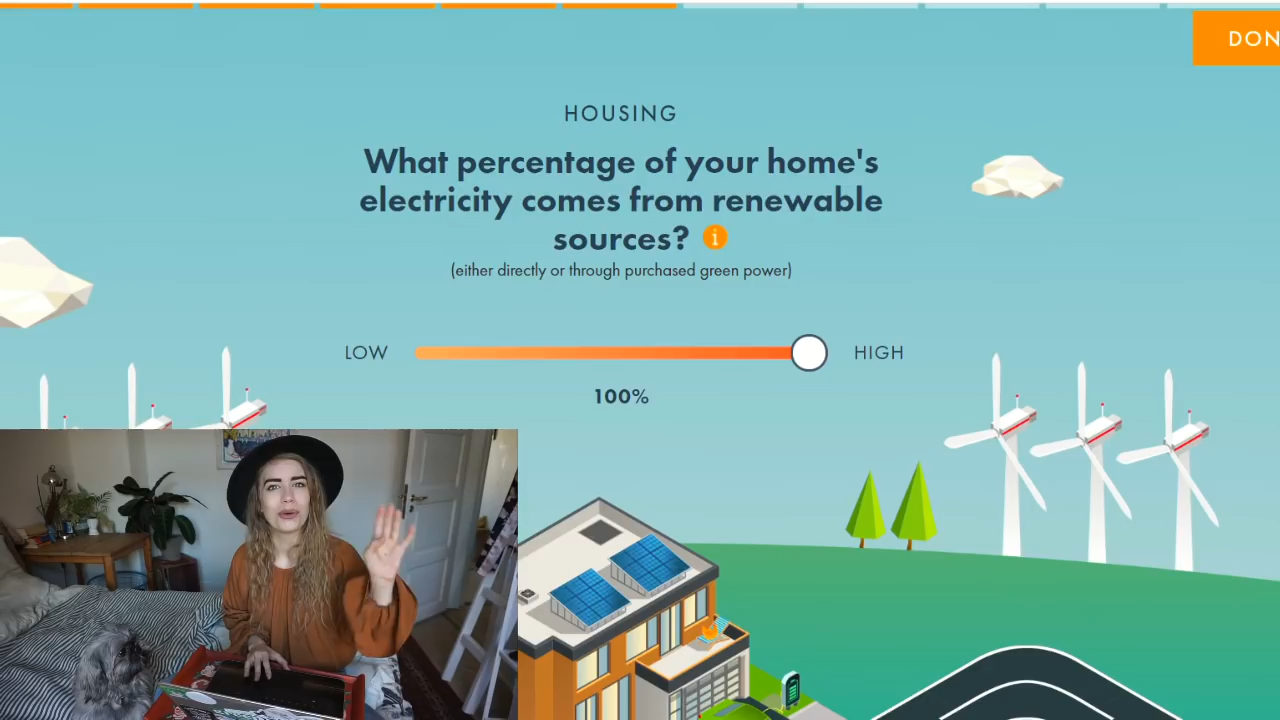 DON
HOUSING
What percentage of your home's
electricity comes from renewable
sources? i
(either directly or through purchased green power)
LOW
HIGH
100%